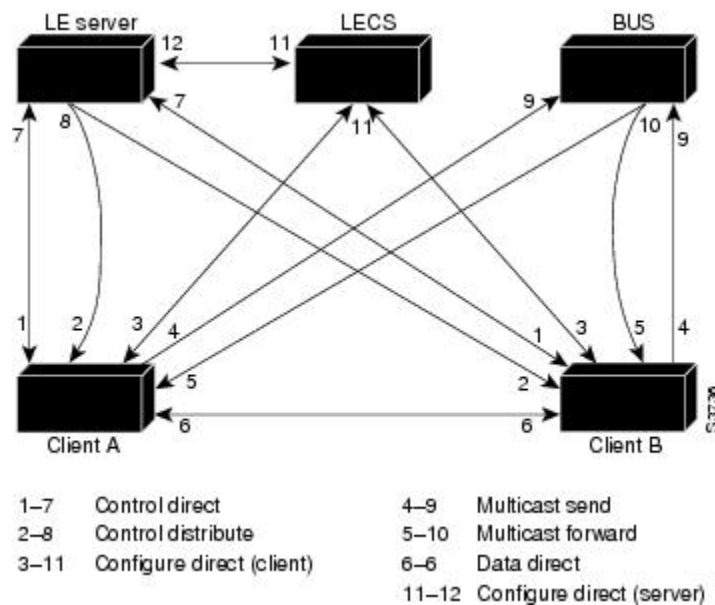 LE server
LECS
BUS
12
11
7
8
7
11
9
10
9
1
2
3
4
5
1
2
3
5
4
6
6
Client A
Client B
S3736
1–7 Control direct
2–8 Control distribute
3–11 Configure direct (client)
4–9 Multicast send
5–10 Multicast forward
6–6 Data direct
11–12 Configure direct (server)